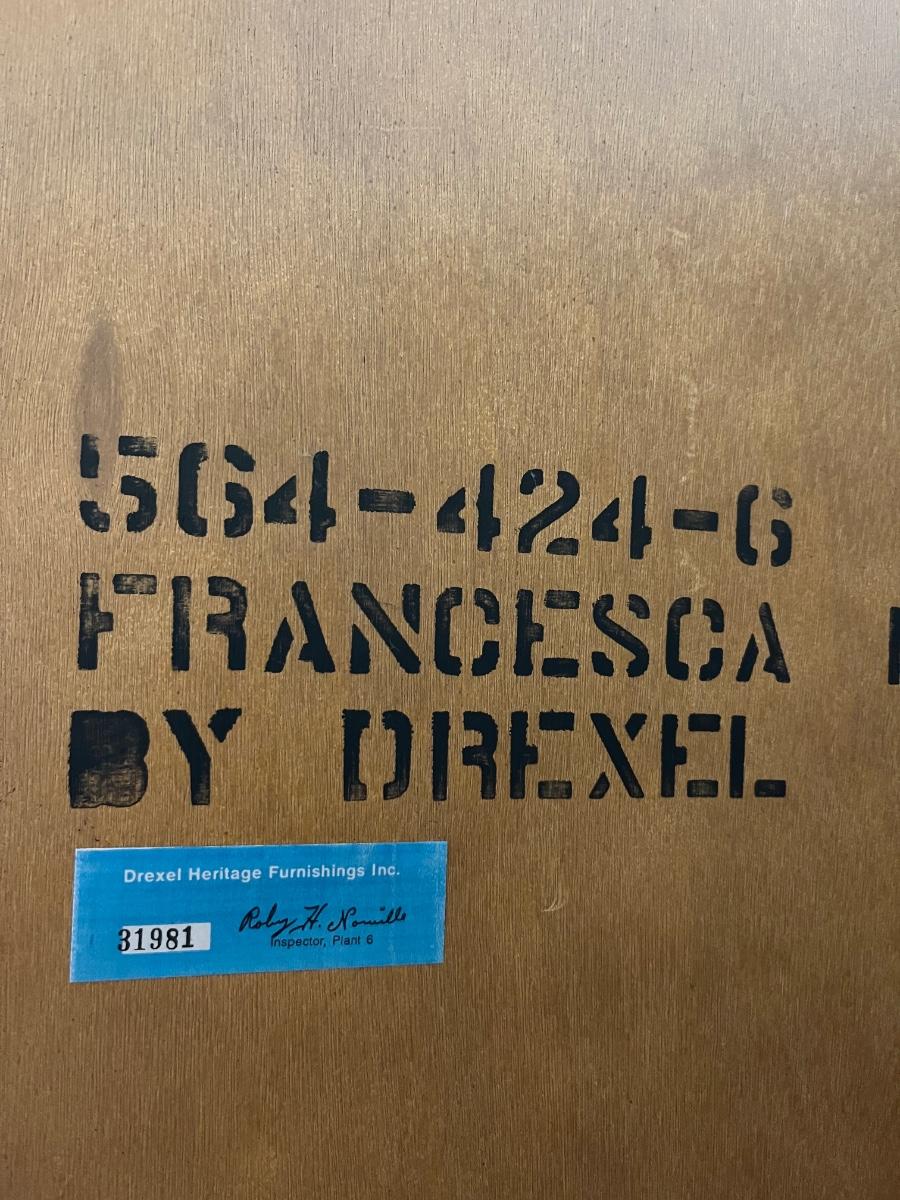 564-424-6
FRANCESCA
BY DREXEL
Drexel Heritage Furnishings Inc.
31981
Inspector, Plant 6